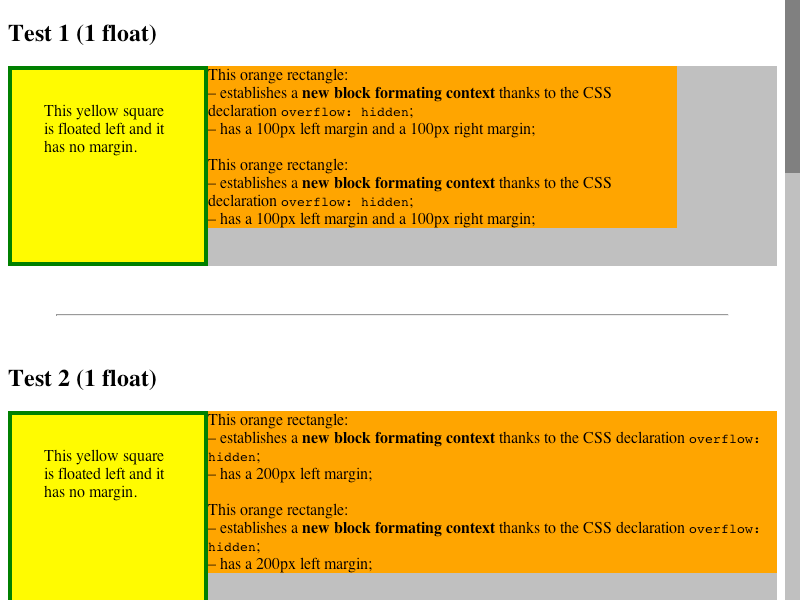 Test 1 (1 float)
This yellow square
is floated left and it
has no margin.
This orange rectangle:
– establishes a new block formating context thanks to the CSS
declaration overflow: hidden;
– has a 100px left margin and a 100px right margin;
This orange rectangle:
– establishes a new block formating context thanks to the CSS
declaration overflow: hidden;
– has a 100px left margin and a 100px right margin;
Test 2 (1 float)
This yellow square
is floated left and it
has no margin.
This orange rectangle:
– establishes a new block formating context thanks to the CSS declaration overflow:
hidden;
– has a 200px left margin;
This orange rectangle:
– establishes a new block formating context thanks to the CSS declaration overflow:
hidden;
– has a 200px left margin;